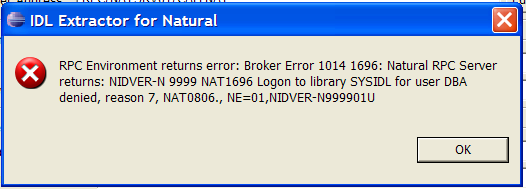 IDL Extractor for Natural
RPC Environment returns error: Broker Error 1014 1696: Natural RPC Server
returns: NIDVER-N 9999 NAT1696 Logon to library SYSIDL for user DBA
denied, reason 7, NAT0806., NE=01,NIDVER-N999901U
OK